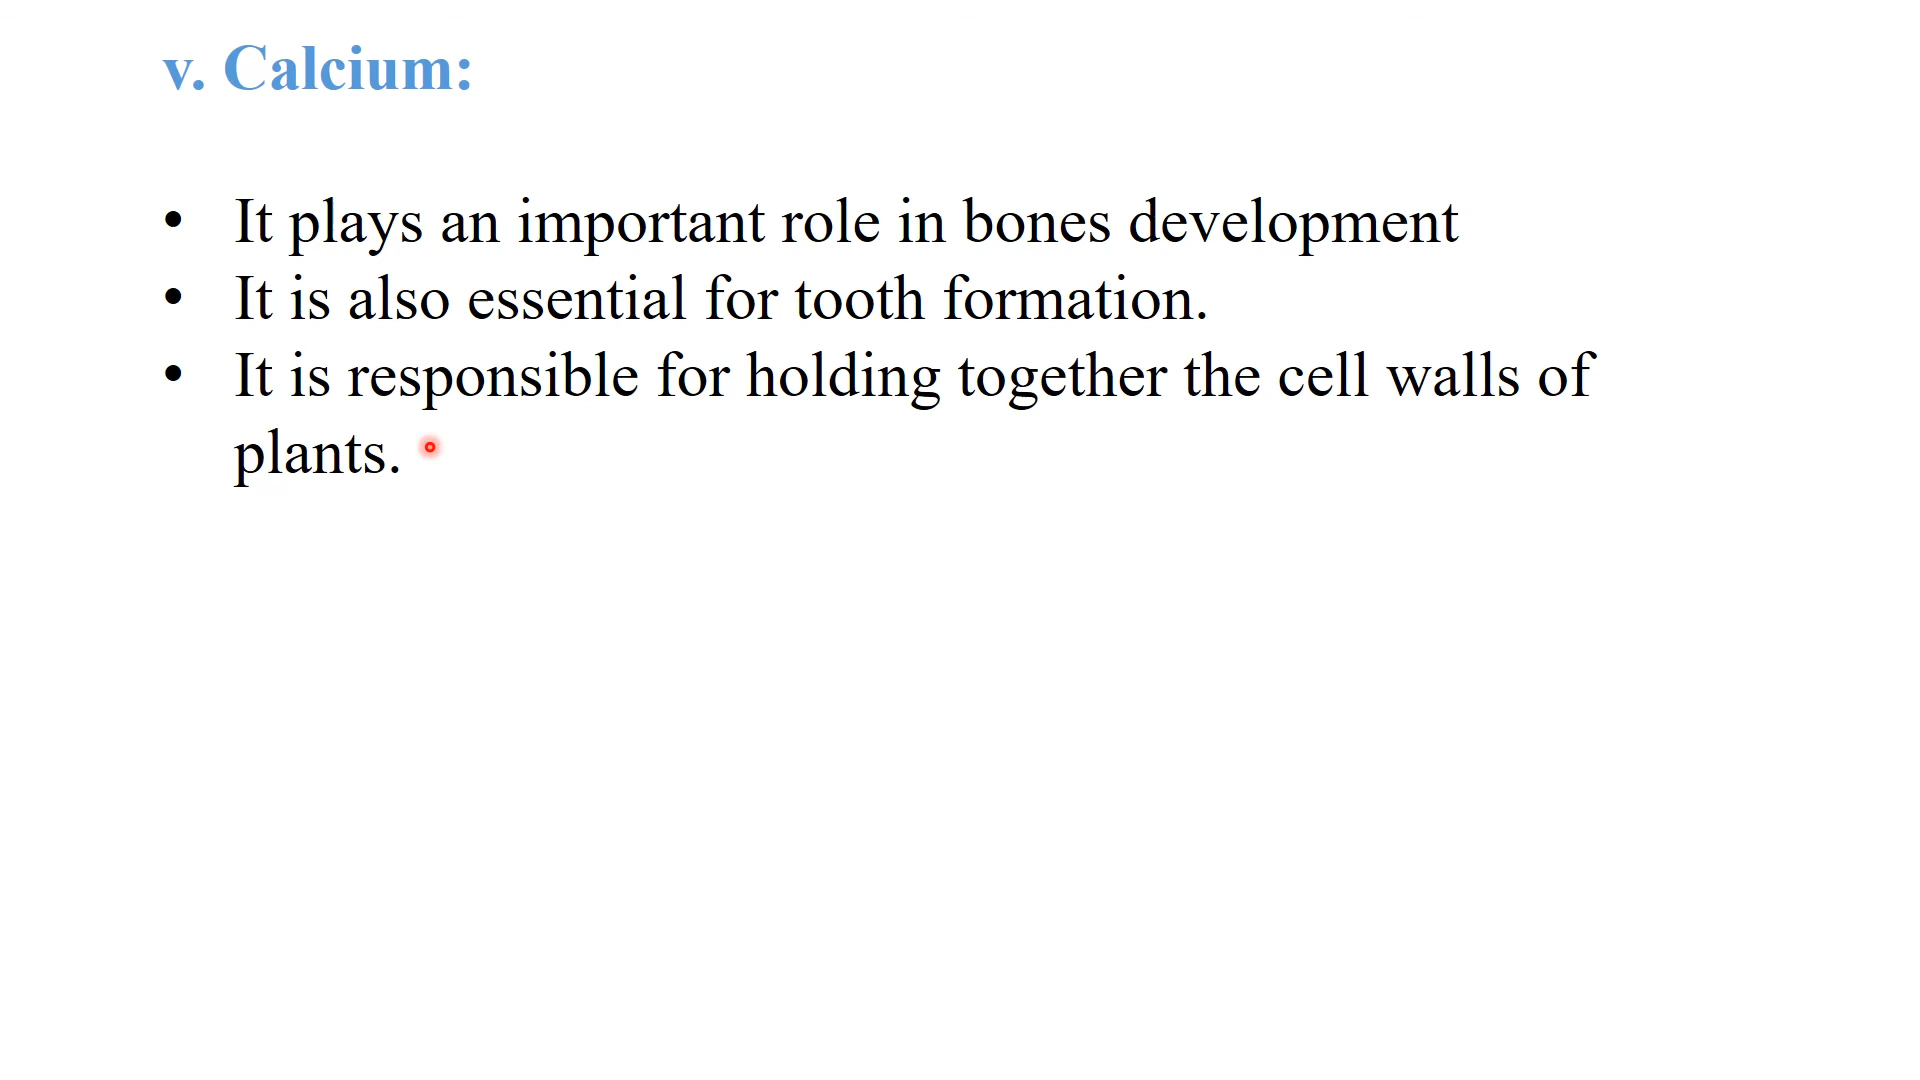 v. Calcium:
• It plays an important role in bones development
• It is also essential for tooth formation.
• It is responsible for holding together the cell walls of
plants.